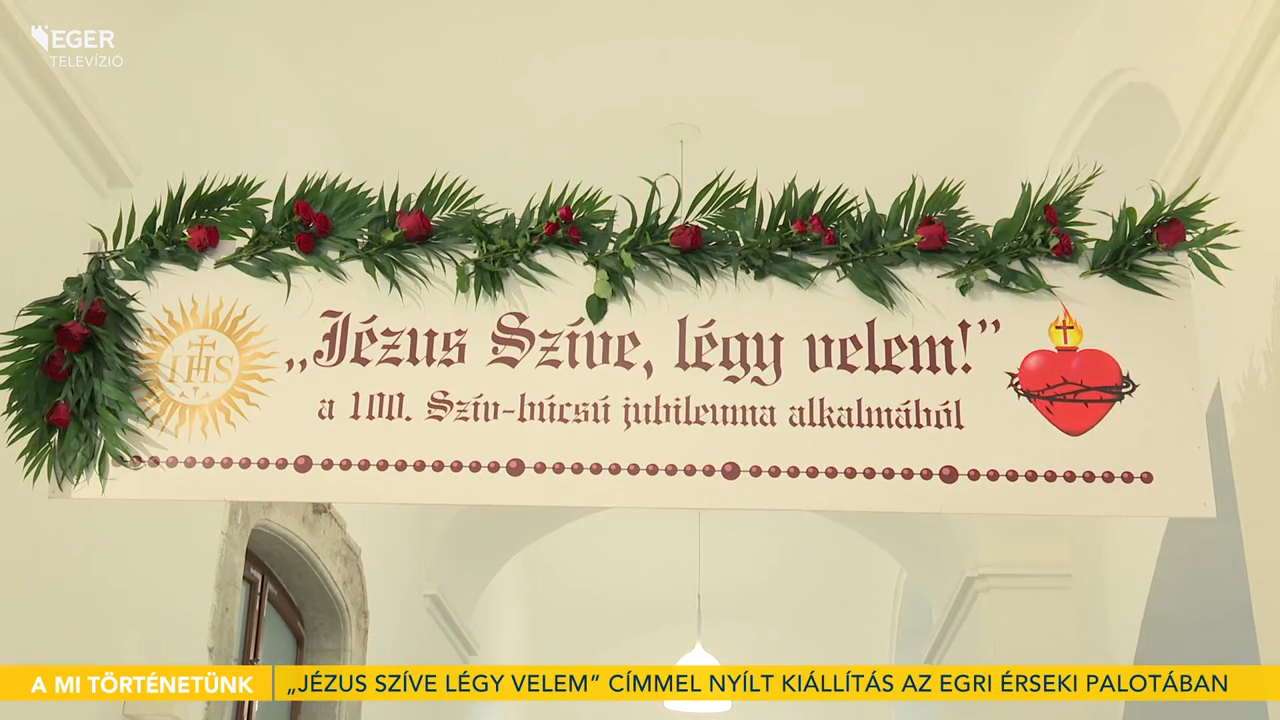 EGER
TELEVÍZIÓ
IHS
„Jézus Szíve, légy velem!”
a 100. Szív-búcsú jubileuma alkalmából
A MI TÖRTÉNETÜNK
„JÉZUS SZÍVE LÉGY VELEM” CÍMMEL NYÍLT KIÁLLÍTÁS AZ EGRI ÉRSEKI PALOTÁBAN